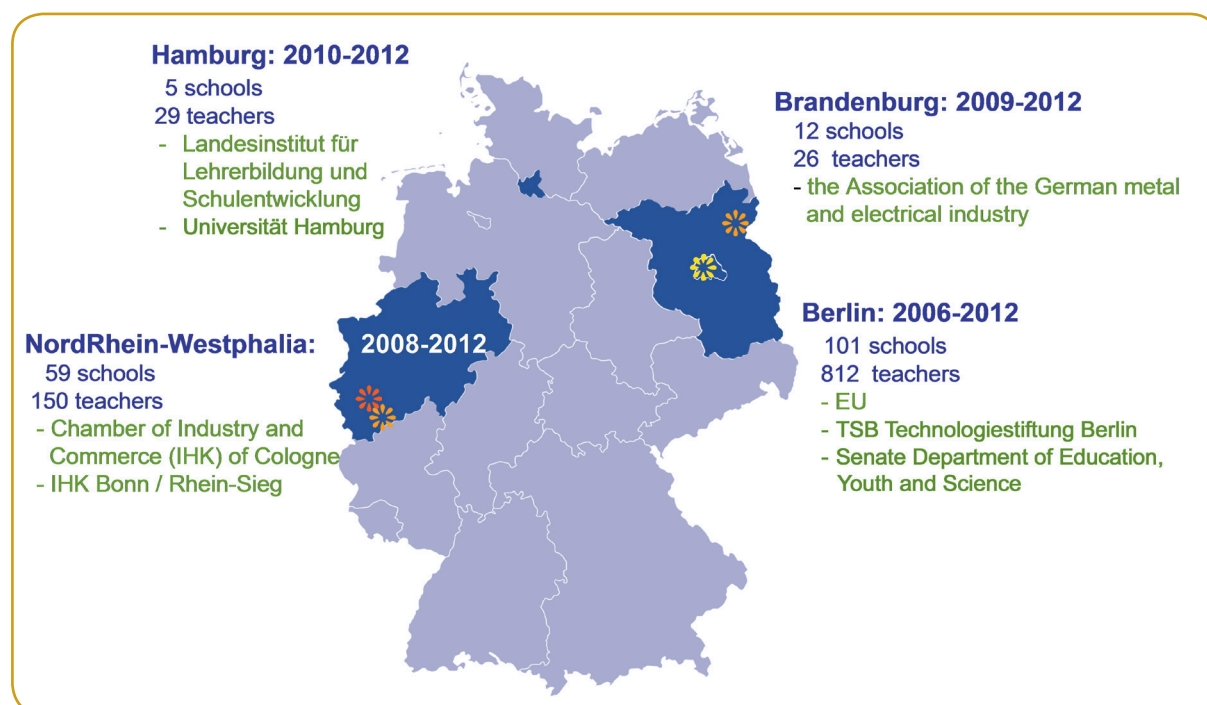 Hamburg: 2010-2012
5 schools
29 teachers
- Landesinstitut für
Lehrerbildung und
Schulentwicklung
- Universität Hamburg
Brandenburg: 2009-2012
12 schools
26 teachers
- the Association of the German metal
and electrical industry
NordRhein-Westphalia: 2008-2012
59 schools
150 teachers
- Chamber of Industry and
Commerce (IHK) of Cologne
- IHK Bonn / Rhein-Sieg
Berlin: 2006-2012
101 schools
812 teachers
- EU
- TSB Technologiestiftung Berlin
- Senate Department of Education,
Youth and Science